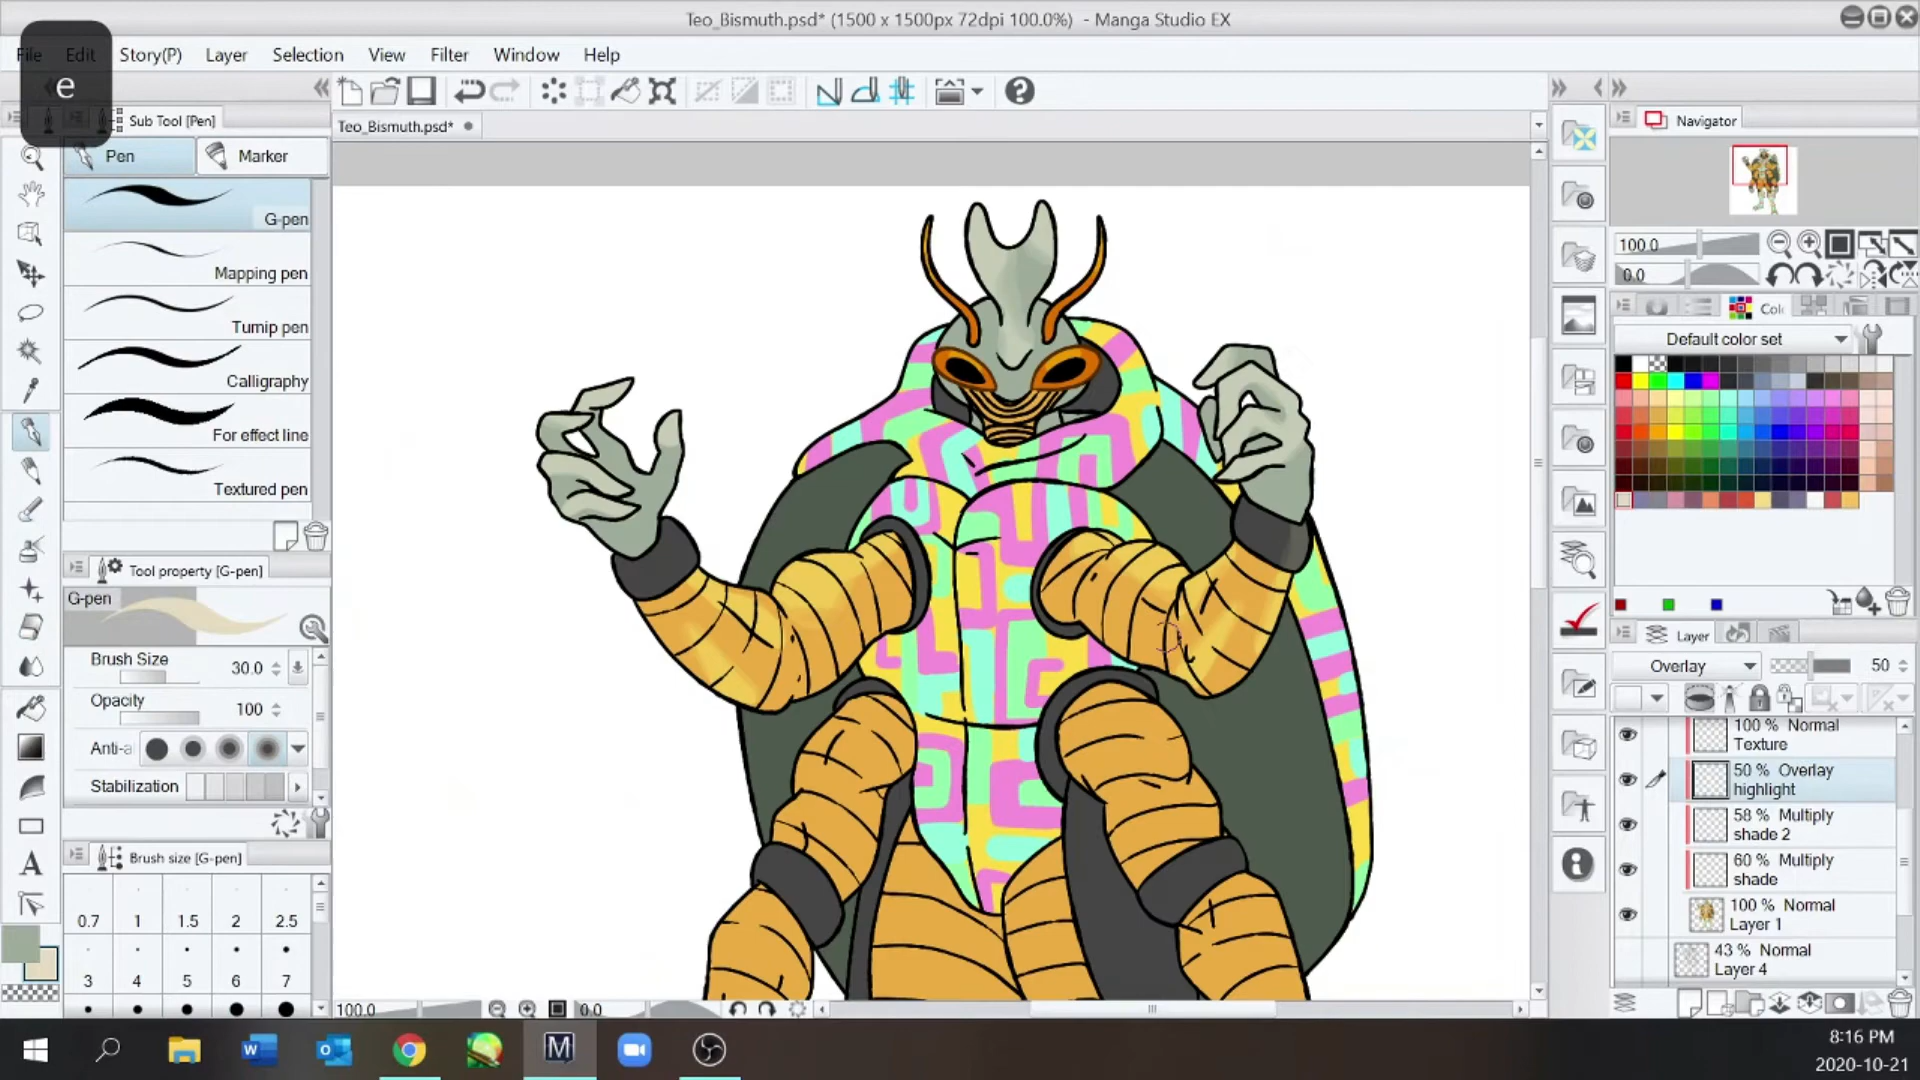 Teo_Bismuth.psd* (1500 x 1500px 72dpi 100.0%) - Manga Studio EX
File Edit Story(P) Layer Selection View Filter Window Help
e
Sub Tool [Pen]
Teo_Bismuth.psd*
Navigator
Pen
Marker
G-pen
Mapping pen
Turnip pen
Calligraphy
For effect line
Textured pen
Tool property [G-pen]
G-pen
Brush Size 30.0
Opacity 100
Anti-a
Stabilization
Brush size [G-pen]
0.7 1 1.5 2 2.5
3 4 5 6 7
100.0 0.0
100.0
0.0
Col
Default color set
Layer
Overlay 50
100 % Normal
Texture
50 % Overlay
highlight
58 % Multiply
shade 2
60 % Multiply
shade
100 % Normal
Layer 1
43 % Normal
Layer 4
8:16 PM
2020-10-21